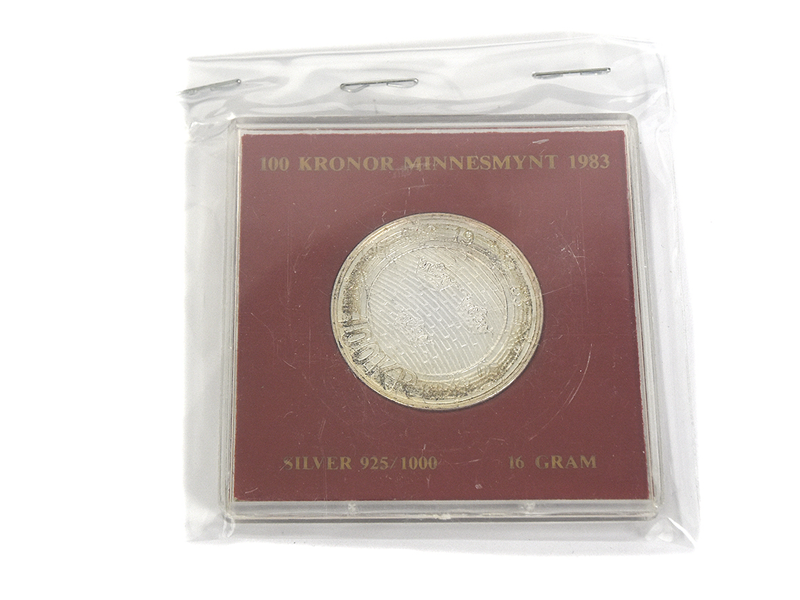 100 KRONOR MINNESMYNT 1983
SILVER 925/1000 16 GRAM